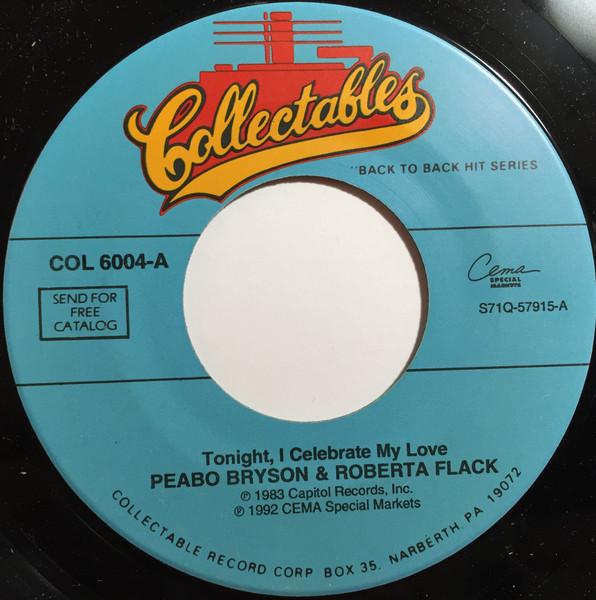 Collectables
"BACK TO BACK HIT SERIES
COL 6004-A
SEND FOR
FREE
CATALOG
Cema
SPECIAL
MARKETS
S71Q-57915-A
Tonight, I Celebrate My Love
PEABO BRYSON & ROBERTA FLACK
℗ 1983 Capitol Records, Inc.
℗ 1992 CEMA Special Markets
COLLECTABLE RECORD CORP BOX 35. NARBERTH, PA 19072